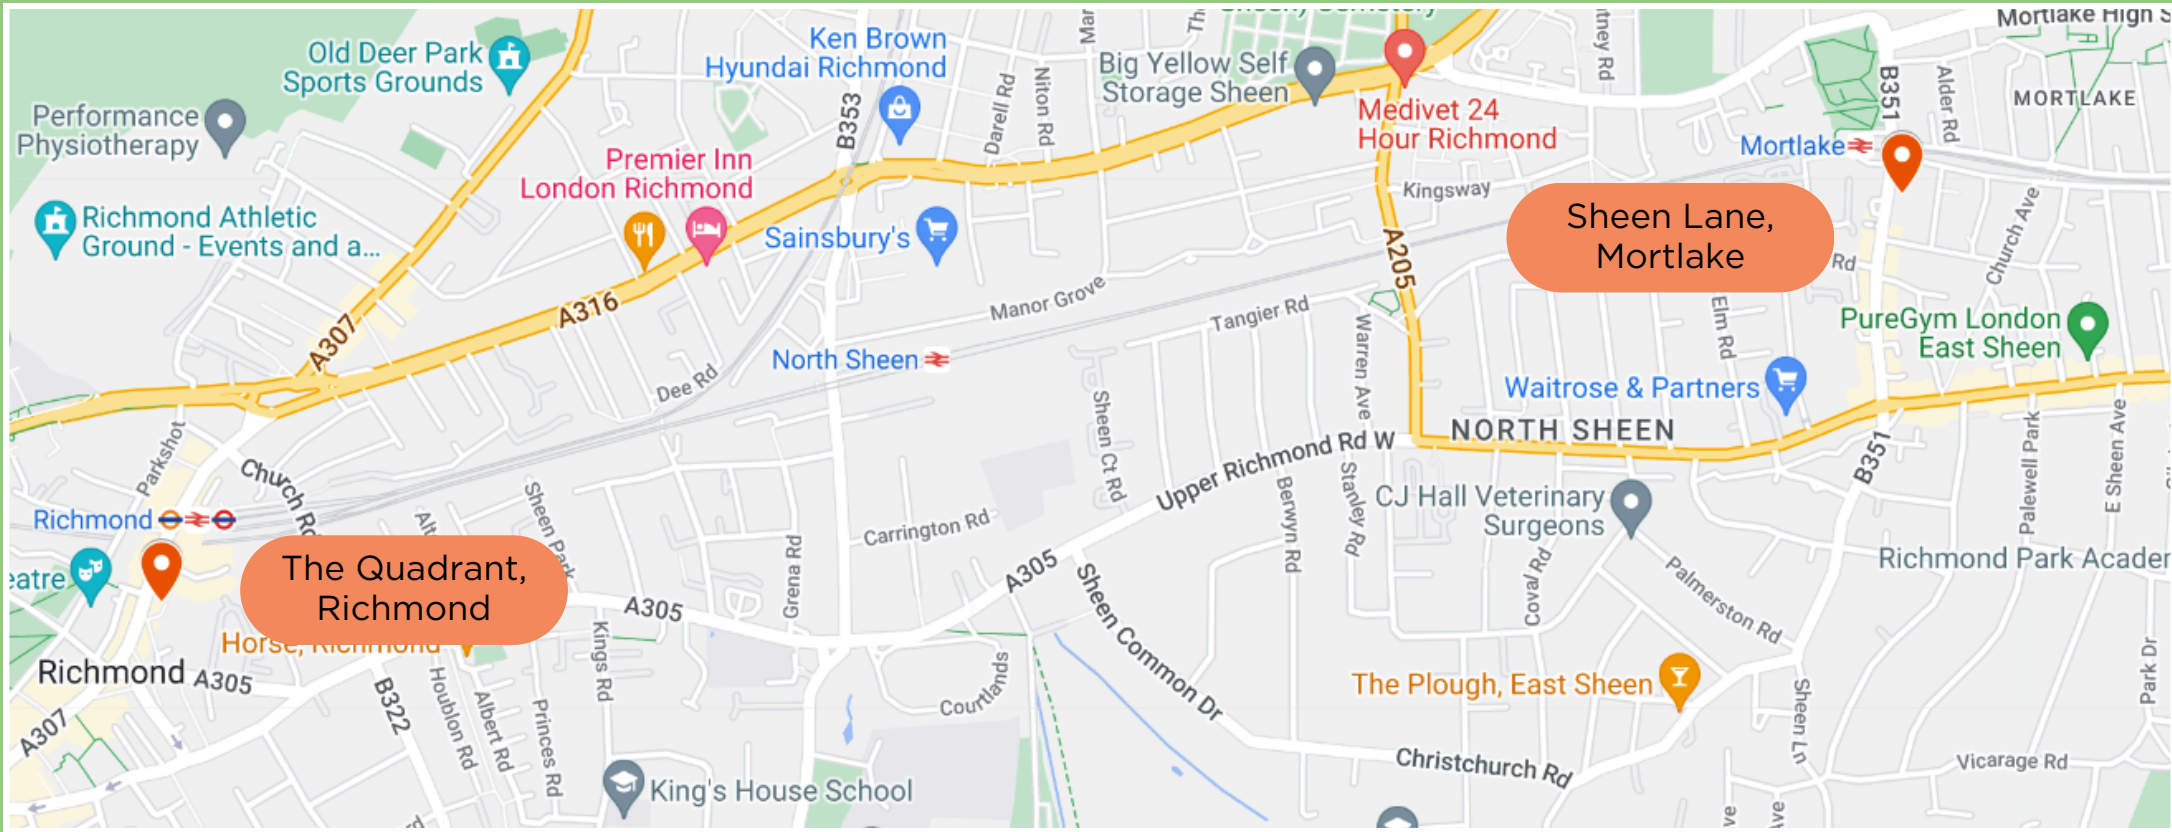 Mortlake High S
Old Deer Park
Sports Grounds
Ken Brown
Hyundai Richmond
Big Yellow Self
Storage Sheen
Medivet 24
Hour Richmond
B351
Alder Rd
MORTLAKE
Performance
Physiotherapy
B353
Darell Rd
Niton Rd
Premier Inn
London Richmond
Mortlake
Kingsway
Richmond Athletic
Ground - Events and a...
Sainsbury's
A205
Sheen Lane,
Mortlake
Rd
Church Ave
A316
A307
Manor Grove
Tangier Rd
Warren Ave
Elm Rd
PureGym London
East Sheen
North Sheen
Dee Rd
Waitrose & Partners
Sheen Ct Rd
NORTH SHEEN
Upper Richmond Rd W
Parkshot
Church Rd
B351
Palewell Park
E Sheen Ave
Richmond
Sheen Park
Carrington Rd
Berwyn Rd
Stanley Rd
CJ Hall Veterinary
Surgeons
Richmond Park Academ
The Quadrant,
Richmond
Grena Rd
A305
A305
Sheen Common Dr
Coval Rd
Palmerston Rd
eatre
Horse, Richmond
Richmond
A305
Kings Rd
The Plough, East Sheen
Sheen Ln
Park Dr
A307
B322
Houblon Rd
Albert Rd
Princes Rd
Courtlands
King's House School
Christchurch Rd
Vicarage Rd